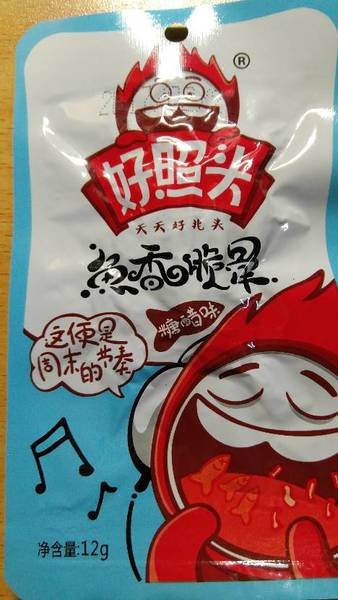 ®
好照头
天天好兆头
鱼香脆骨
糖醋味
这便是
周末的节奏
净含量:12g